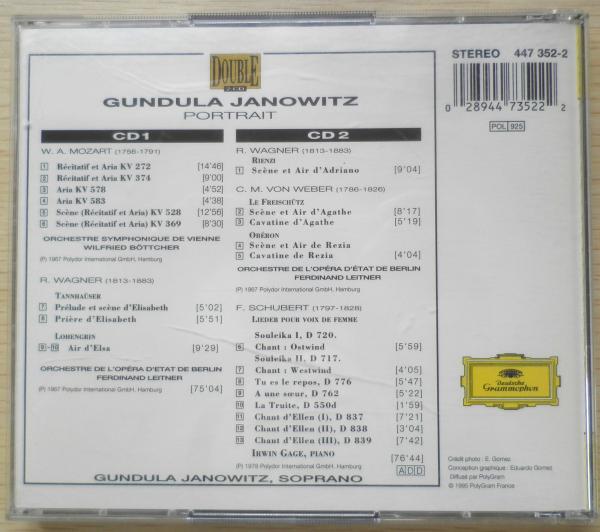 DOUBLE
2 CD
GUNDULA JANOWITZ
PORTRAIT
STEREO 447 352-2
0 28944 73522 2
POL 925
CD 1
W. A. MOZART (1756-1791)
1 Récitatif et Aria KV 272 [14'46]
2 Récitatif et Aria KV 374 [9'00]
3 Aria KV 578 [4'52]
4 Aria KV 583 [4'38]
5 Scène (Récitatif et Aria) KV 528 [12'56]
6 Scène (Récitatif et Aria) KV 369 [8'30]
ORCHESTRE SYMPHONIQUE DE VIENNE
WILFRIED BÖTTCHER
(P) 1967 Polydor International GmbH, Hamburg
R. WAGNER (1813-1883)
TANNHAUSER
7 Prélude et scène d'Elisabeth [5'02]
8 Prière d'Elisabeth [5'51]
LOHENGRIN
9 - 10 Air d'Elsa [9'29]
ORCHESTRE DE L'OPÉRA D'ETAT DE BERLIN
FERDINAND LEITNER
(P) 1967 Polydor International GmbH, Hamburg [75'04]
CD 2
R. WAGNER (1813-1883)
RIENZI
1 Scène et Air d'Adriano [9'04]
C. M. VON WEBER (1786-1826)
LE FREISCHÜTZ
2 Scène et Air d'Agathe [8'17]
3 Cavatine d'Agathe [5'19]
OBÉRON
4 Scène et Air de Rezia
5 Cavatine de Rezia [4'04]
ORCHESTRE DE L'OPÉRA D'ÉTAT DE BERLIN
FERDINAND LEITNER
(P) 1967 Polydor International GmbH, Hamburg
F. SCHUBERT (1797-1828)
LIEDER POUR VOIX DE FEMME
Souleika I, D 720.
6 Chant : Ostwind [5'59]
Souleika II, D 717.
7 Chant : Westwind [4'05]
8 Tu es le repos, D 776 [5'47]
9 A une sœur, D 762 [5'22]
10 La Truite, D 550d [1'59]
11 Chant d'Ellen (I), D 837 [7'21]
12 Chant d'Ellen (II), D 838 [3'04]
13 Chant d'Ellen (III), D 839 [7'42]
IRWIN GAGE, PIANO
[76'44]
(P) 1978 Polydor International GmbH, Hamburg ADD
GUNDULA JANOWITZ, SOPRANO
Deutsche
Grammophon
Crédit photo : E. Gomez
Conception graphique : Eduardo Gomez
Diffusé par PolyGram
© 1995 PolyGram France